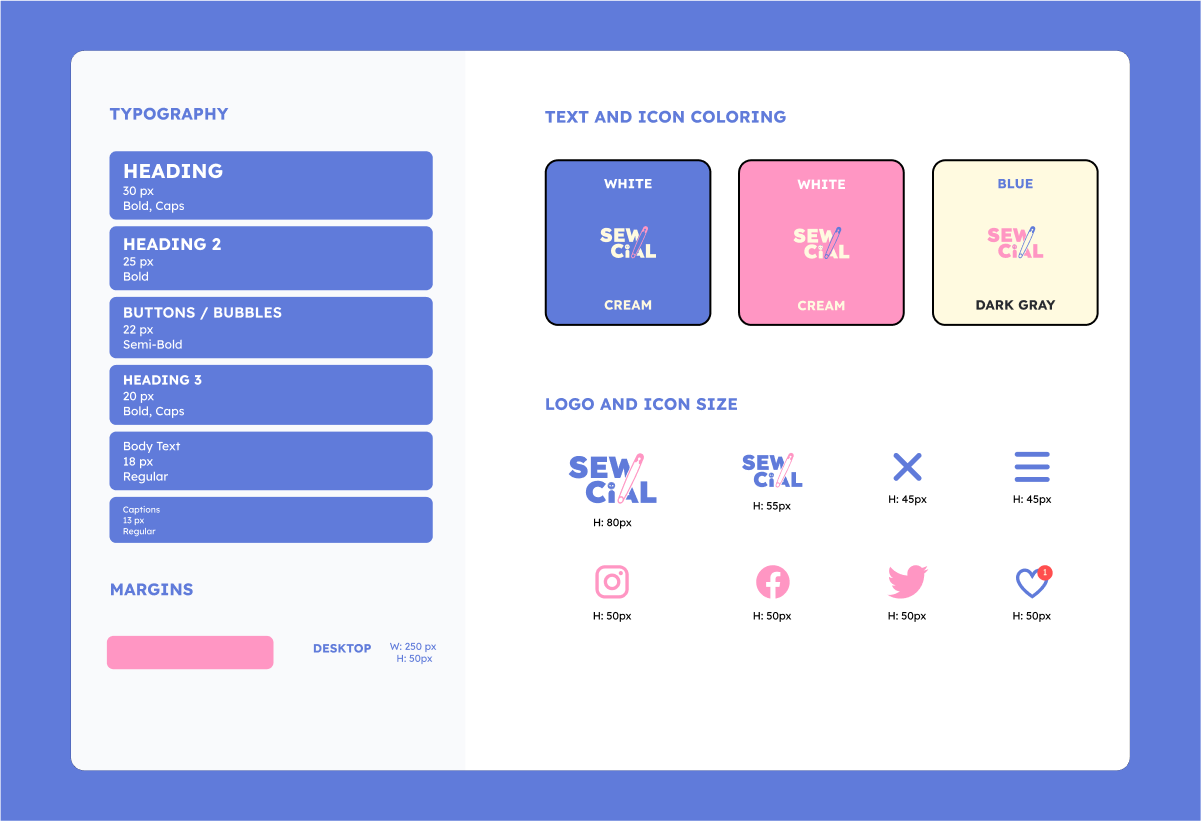 TYPOGRAPHY
HEADING
30 px
Bold, Caps
HEADING 2
25 px
Bold
BUTTONS / BUBBLES
22 px
Semi-Bold
HEADING 3
20 px
Bold, Caps
Body Text
18 px
Regular
Captions
13 px
Regular
MARGINS
DESKTOP
W: 250 px
H: 50px
TEXT AND ICON COLORING
WHITE
SEW
CiAL
CREAM
WHITE
SEW
CiAL
CREAM
BLUE
SEW
CiAL
DARK GRAY
LOGO AND ICON SIZE
SEW
CiAL
H: 80px
SEW
CiAL
H: 55px
H: 45px
H: 45px
H: 50px
H: 50px
H: 50px
1
H: 50px